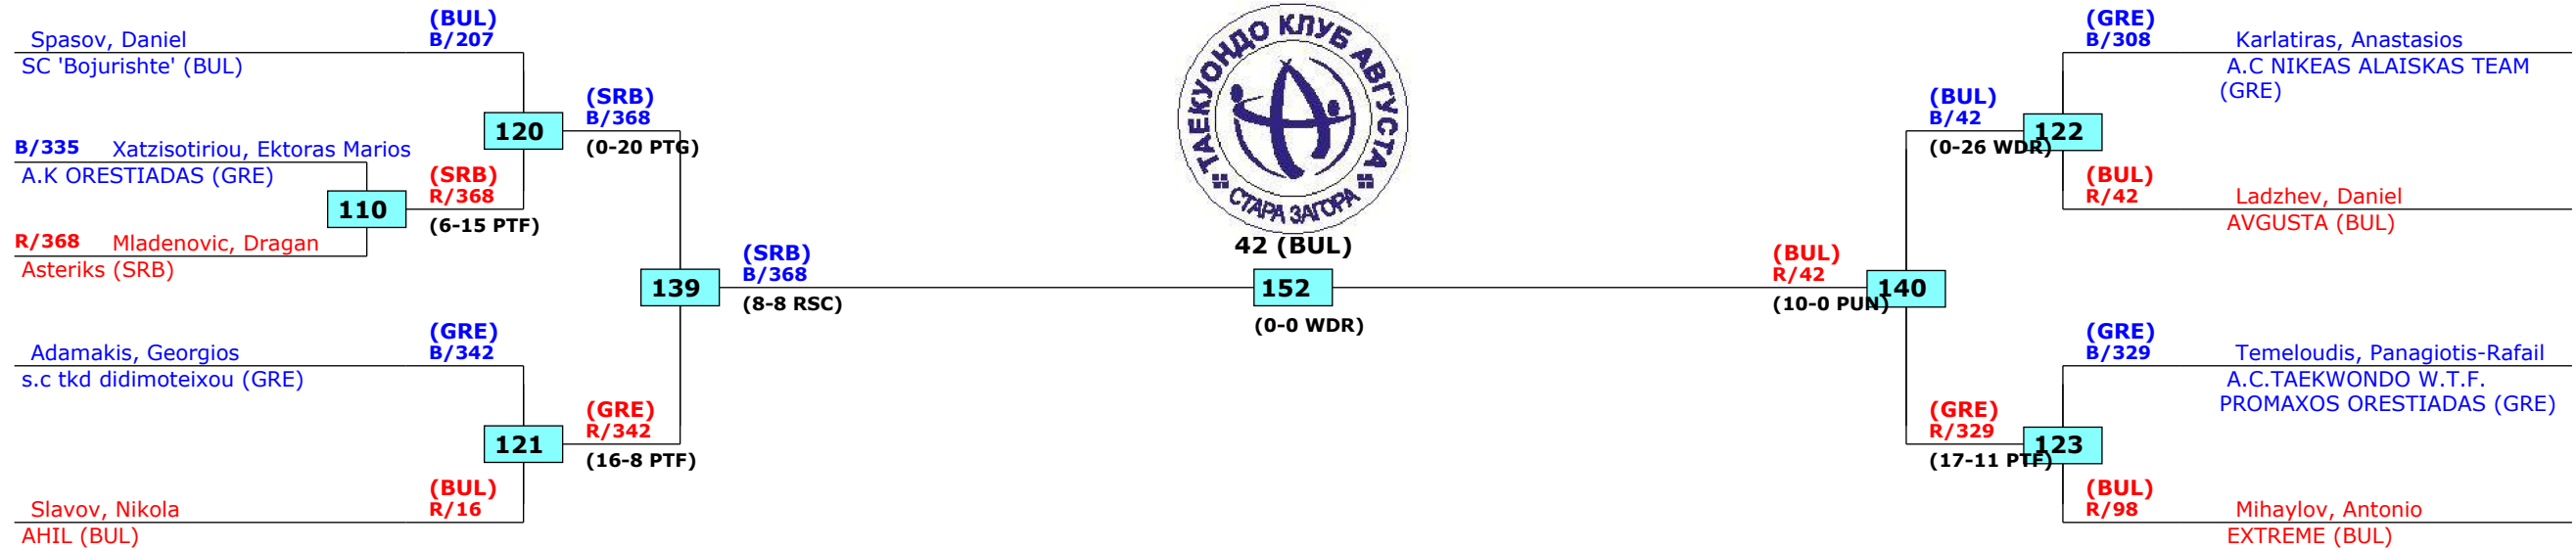 (BUL)
B/207
Spasov, Daniel
SC 'Bojurishte' (BUL)
120
(SRB)
B/368
(0-20 PTG)
B/335 Xatzisotiriou, Ektoras Marios
A.K ORESTIADAS (GRE)
110
(SRB)
R/368
(6-15 PTF)
R/368 Mladenovic, Dragan
Asteriks (SRB)
139
(SRB)
B/368
(8-8 RSC)
(GRE)
B/342
Adamakis, Georgios
s.c tkd didimoteixou (GRE)
121
(GRE)
R/342
(16-8 PTF)
(BUL)
R/16
Slavov, Nikola
AHIL (BUL)
ТАЕКУОНДО КЛУБ АВГУСТА
СТАРА ЗАГОРА
42 (BUL)
152
(0-0 WDR)
(GRE)
B/308
Karlatiras, Anastasios
A.C NIKEAS ALAISKAS TEAM
(GRE)
(BUL)
B/42
122
(0-26 WDR)
(BUL)
R/42
Ladzhev, Daniel
AVGUSTA (BUL)
(BUL)
R/42
140
(10-0 PUN)
(GRE)
B/329
Temeloudis, Panagiotis-Rafail
A.C.TAEKWONDO W.T.F.
PROMAXOS ORESTIADAS (GRE)
(GRE)
R/329
123
(17-11 PTF)
(BUL)
R/98
Mihaylov, Antonio
EXTREME (BUL)